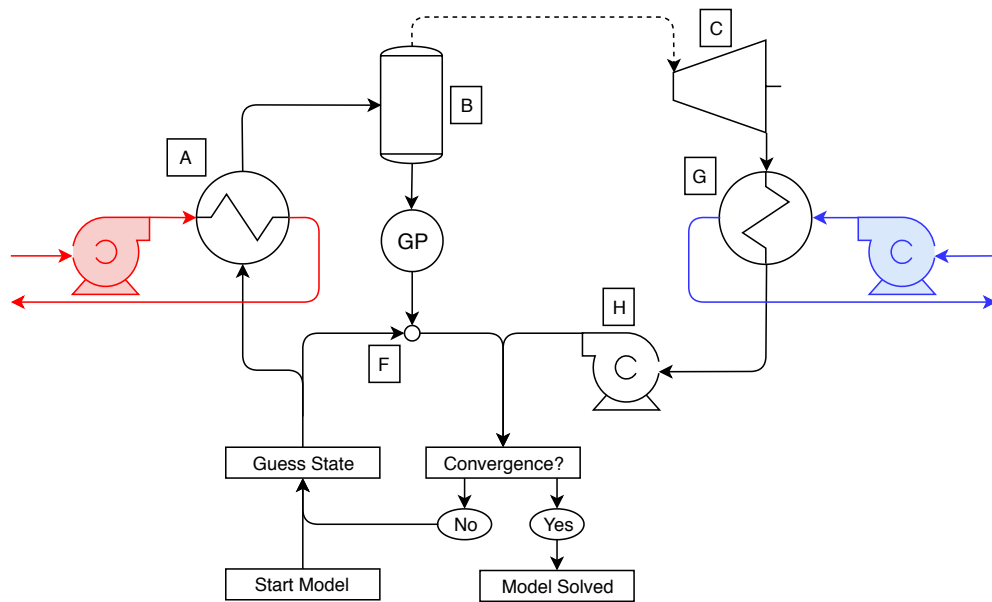 C
B
A
G
GP
H
F
Guess State
Convergence?
No
Yes
Start Model
Model Solved